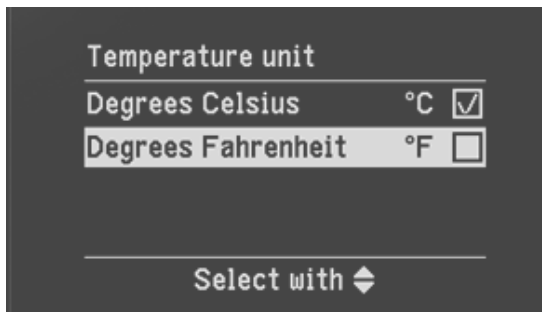 Temperature unit
Degrees Celsius °C
Degrees Fahrenheit °F
Select with